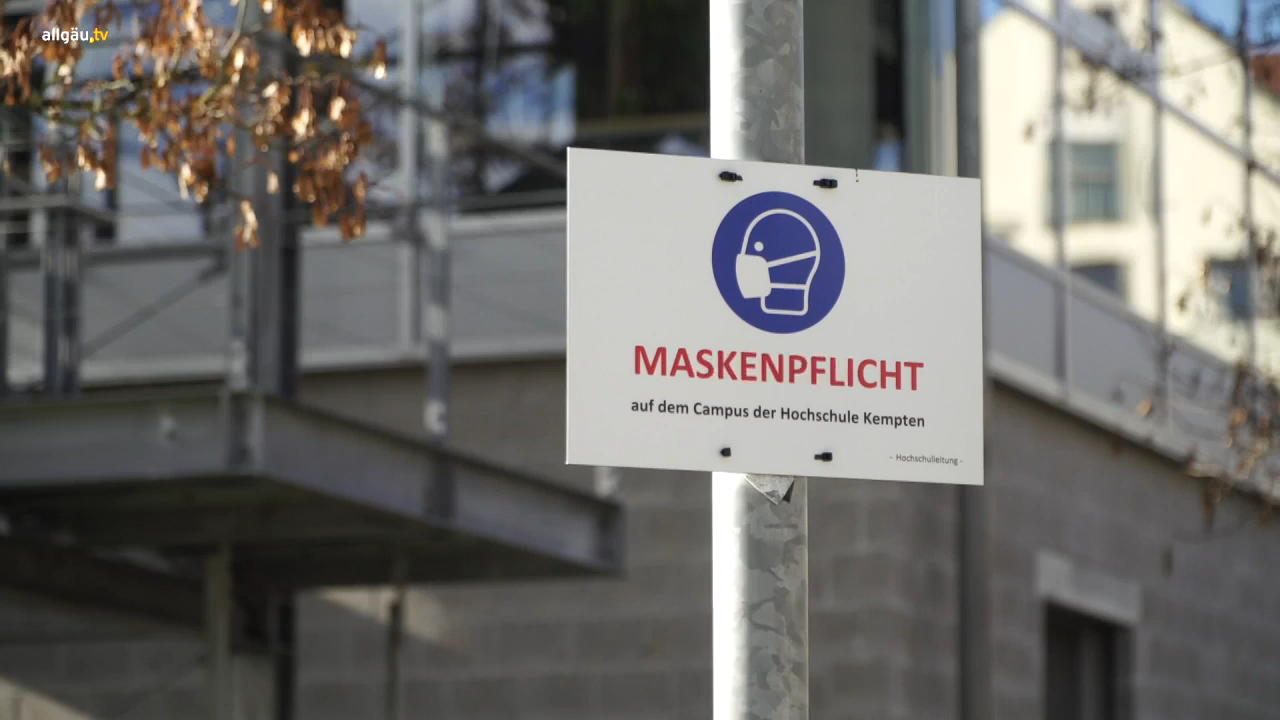 allgäu.tv
MASKENPFLICHT
auf dem Campus der Hochschule Kempten
- Hochschulleitung -